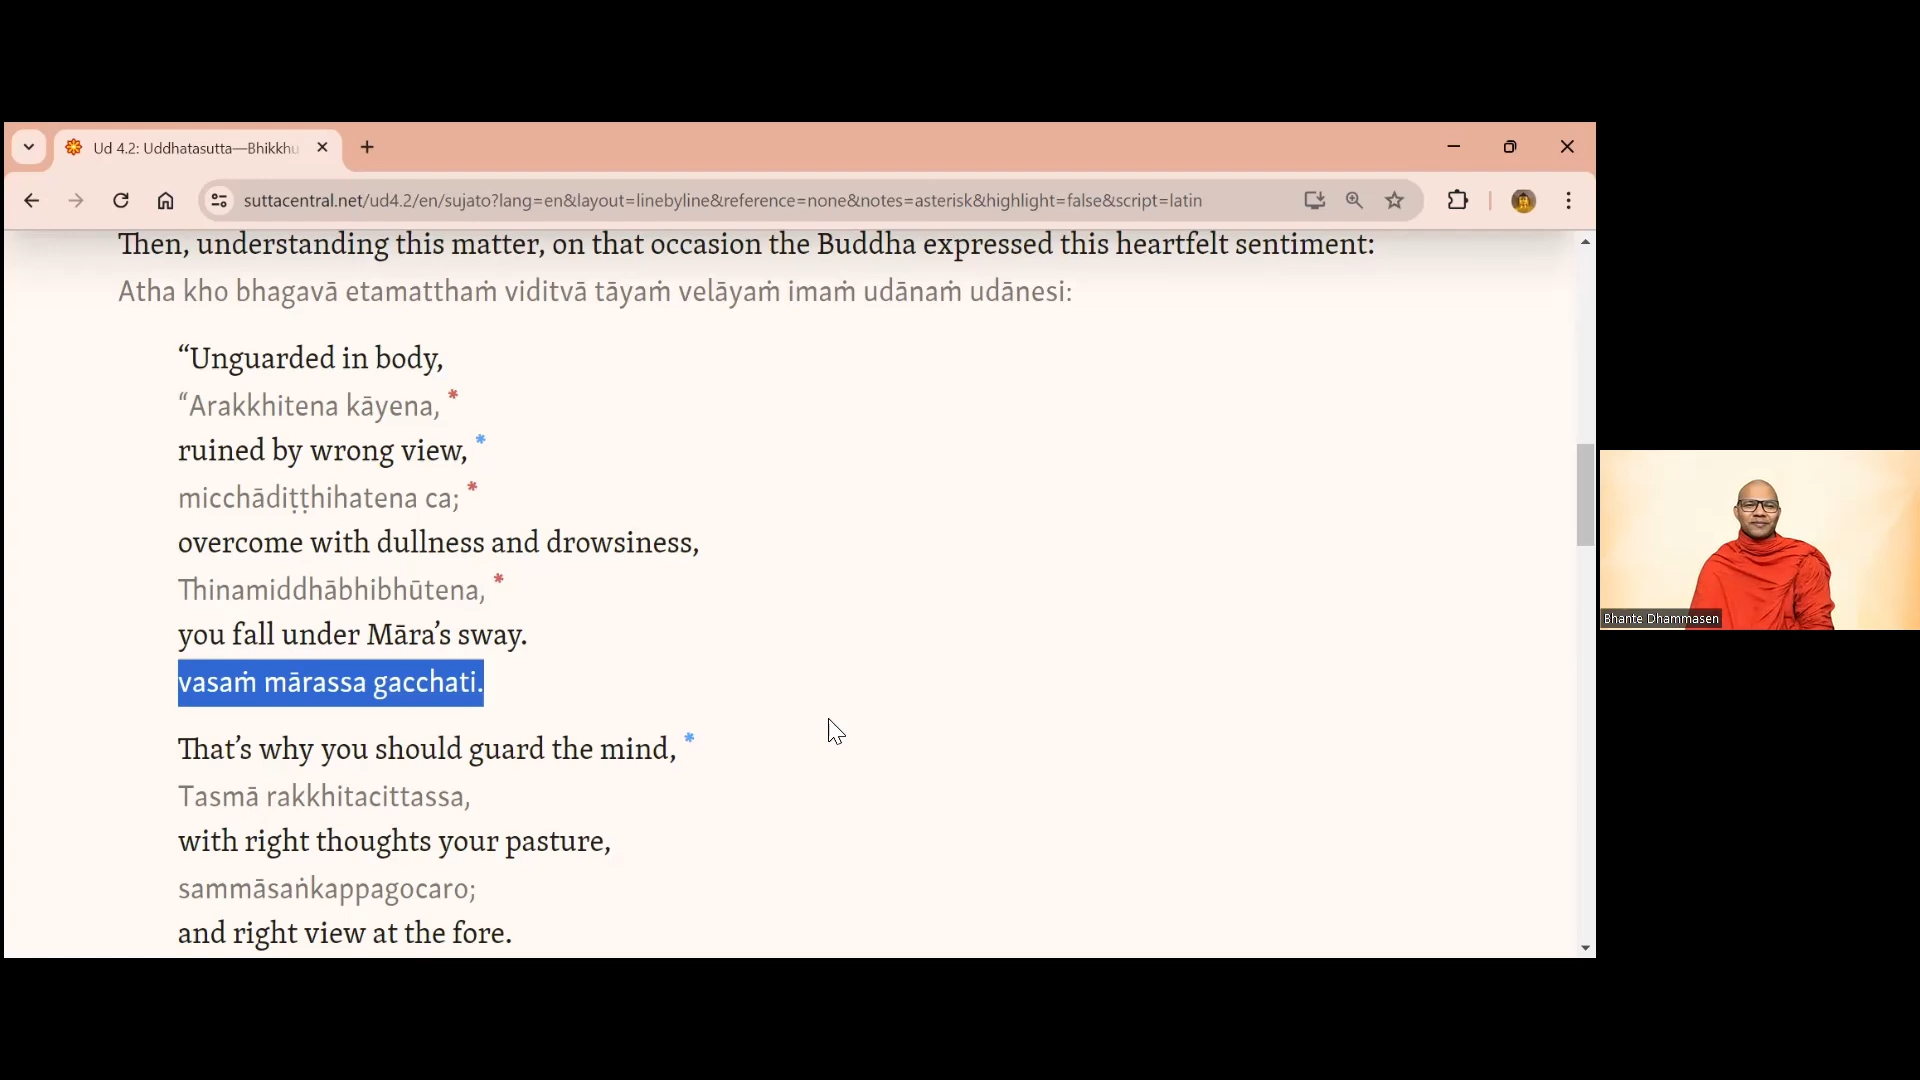 Ud 4.2: Uddhatasutta—Bhikkhu
suttacentral.net/ud4.2/en/sujato?lang=en&layout=linebyline&reference=none&notes=asterisk&highlight=false&script=latin
Then, understanding this matter, on that occasion the Buddha expressed this heartfelt sentiment:
Atha kho bhagavā etamatthaṁ viditvā tāyaṁ velāyaṁ imaṁ udānaṁ udānesi:
“Unguarded in body,
“Arakkhitena kāyena, *
ruined by wrong view, *
micchādiṭṭhihatena ca; *
overcome with dullness and drowsiness,
Thinamiddhābhibhūtena, *
you fall under Māra’s sway.
vasaṁ mārassa gacchati.
That’s why you should guard the mind, *
Tasmā rakkhitacittassa,
with right thoughts your pasture,
sammāsaṅkappagocaro;
and right view at the fore.
Bhante Dhammasen